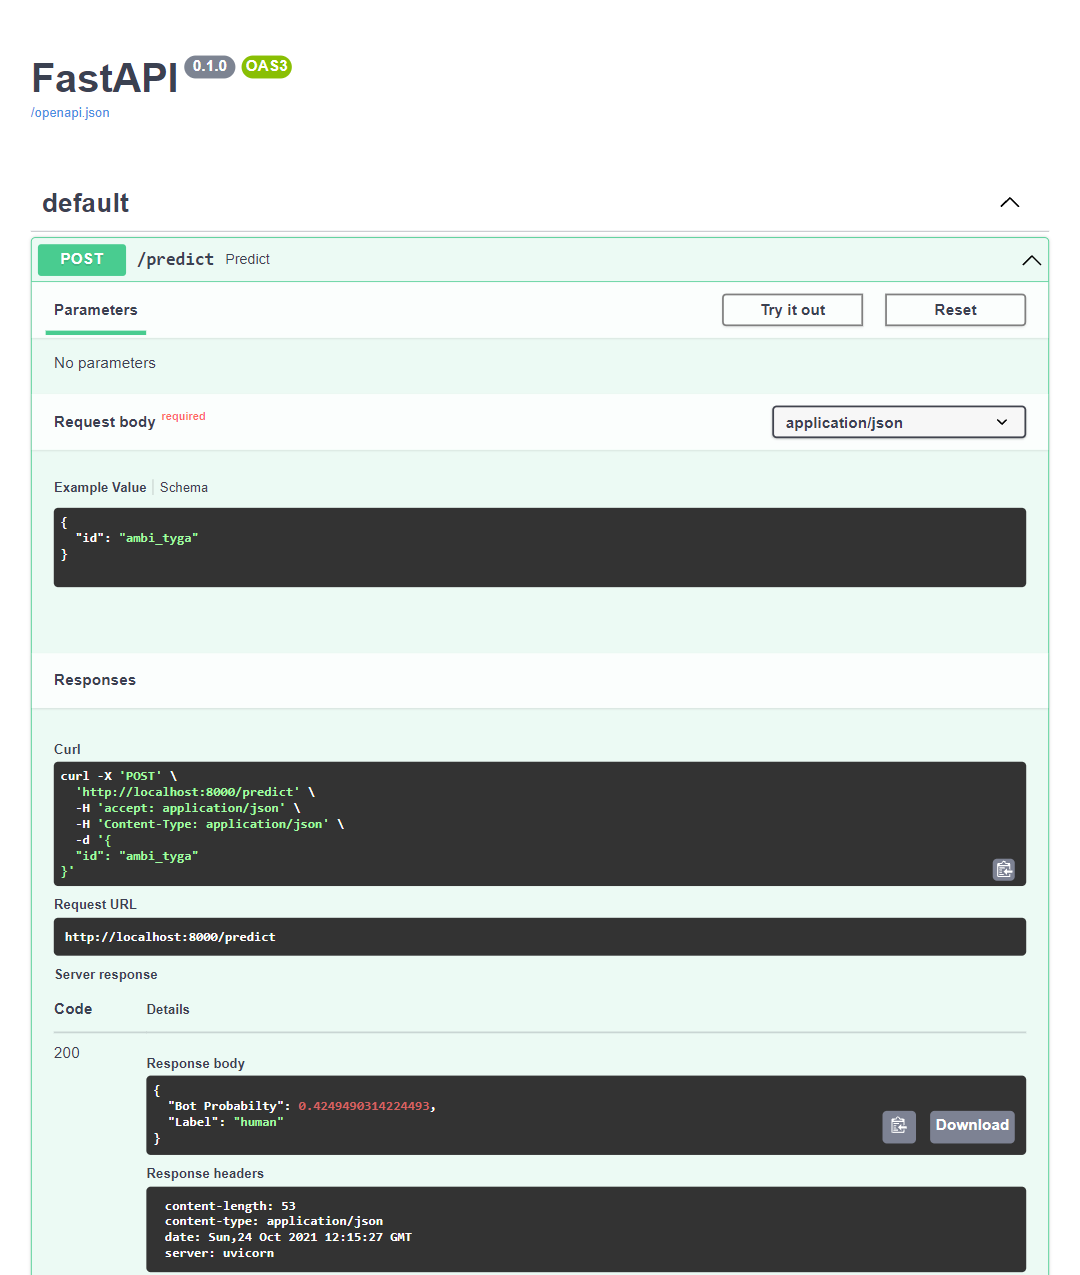 FastAPI 0.1.0 OAS3
/openapi.json
default
POST /predict Predict
Parameters Try it out Reset
No parameters
Request body required application/json
Example Value Schema
{
"id": "ambi_tyga"
}
Responses
Curl
curl -X 'POST' \
'http://localhost:8000/predict' \
-H 'accept: application/json' \
-H 'Content-Type: application/json' \
-d '{
"id": "ambi_tyga"
}'
Request URL
http://localhost:8000/predict
Server response
Code Details
200
Response body
{
"Bot Probabilty": 0.4249490314224493,
"Label": "human"
}
Download
Response headers
content-length: 53
content-type: application/json
date: Sun,24 Oct 2021 12:15:27 GMT
server: uvicorn